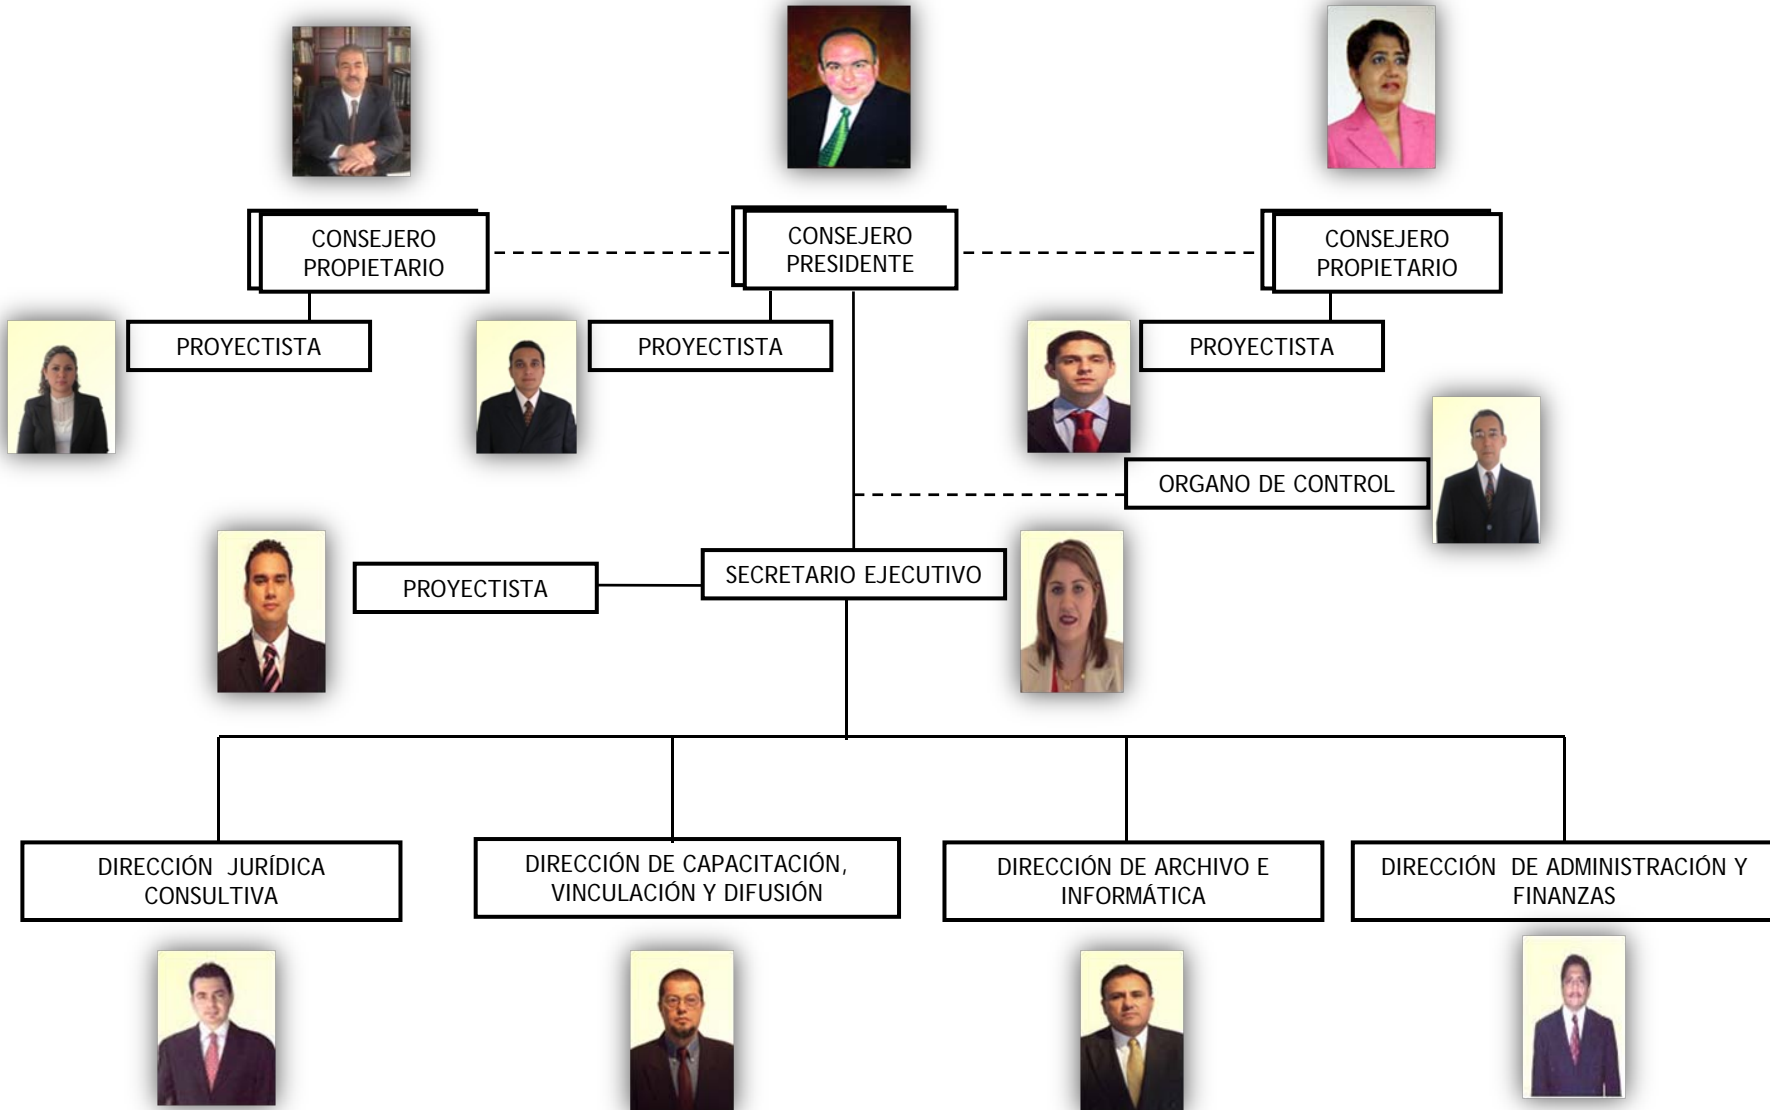 CONSEJERO
PROPIETARIO
CONSEJERO
PRESIDENTE
CONSEJERO
PROPIETARIO
PROYECTISTA
PROYECTISTA
PROYECTISTA
ORGANO DE CONTROL
PROYECTISTA
SECRETARIO EJECUTIVO
DIRECCIÓN JURÍDICA
CONSULTIVA
DIRECCIÓN DE CAPACITACIÓN,
VINCULACIÓN Y DIFUSIÓN
DIRECCIÓN DE ARCHIVO E
INFORMÁTICA
DIRECCIÓN DE ADMINISTRACIÓN Y
FINANZAS